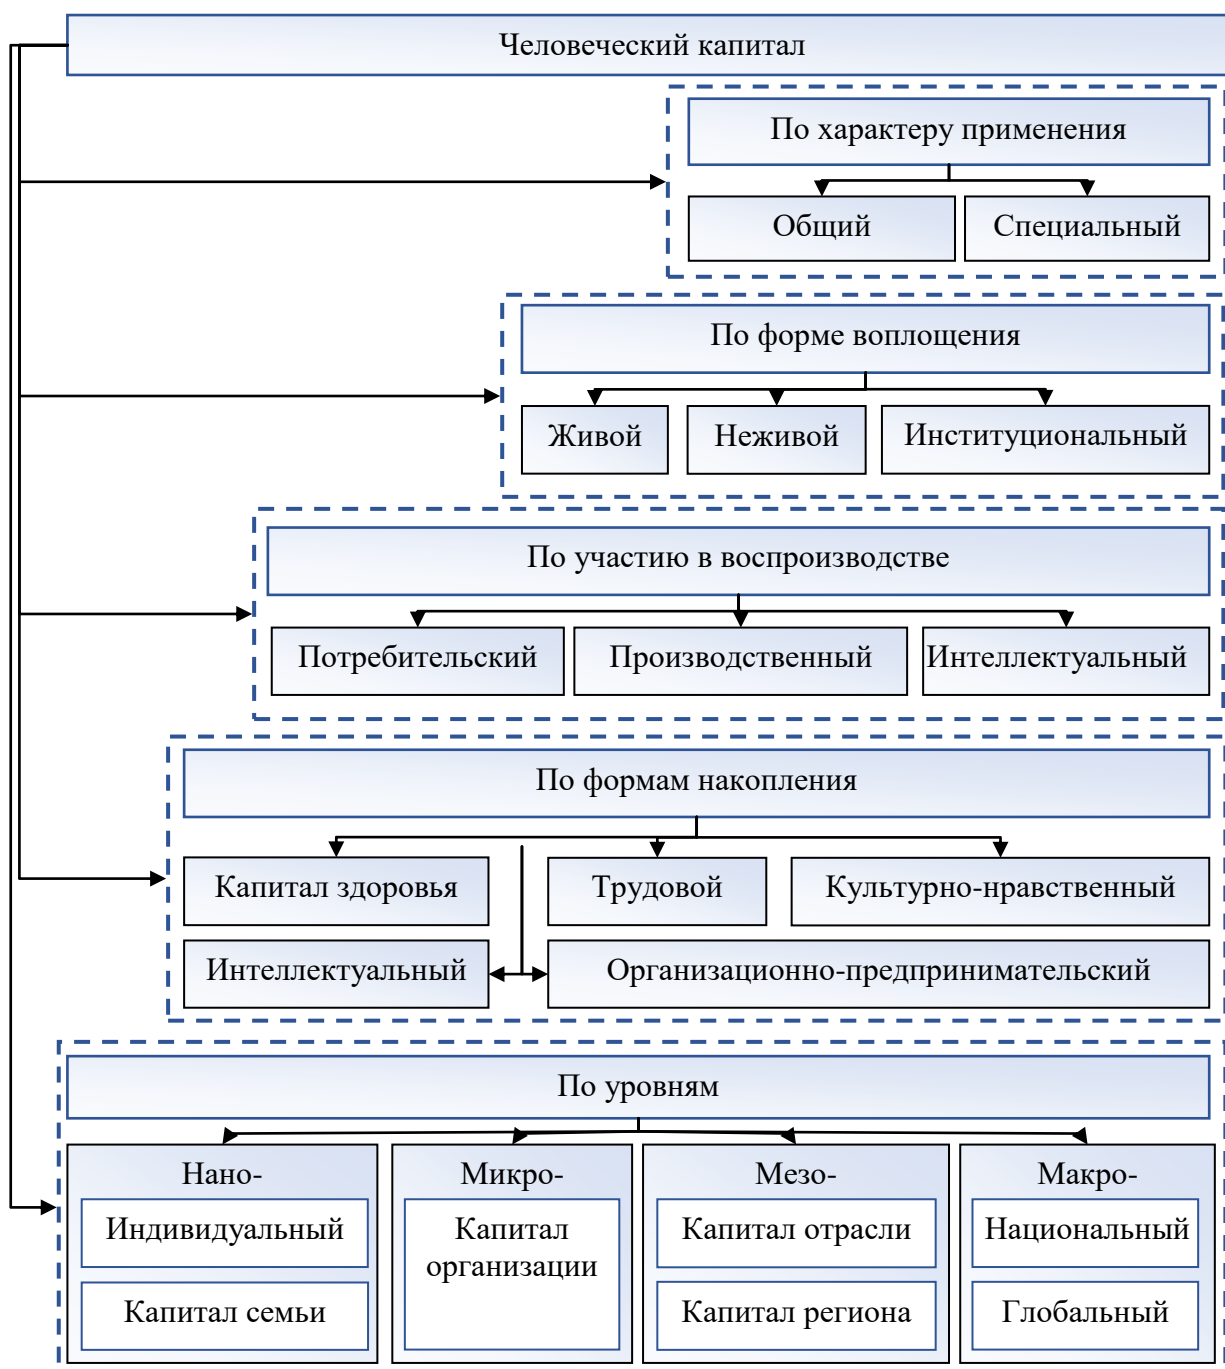 Человеческий капитал
По характеру применения
Общий
Специальный
По форме воплощения
Живой
Неживой
Институциональный
По участию в воспроизводстве
Потребительский
Производственный
Интеллектуальный
По формам накопления
Капитал здоровья
Трудовой
Культурно-нравственный
Интеллектуальный
Организационно-предпринимательский
По уровням
Нано-
Индивидуальный
Капитал семьи
Микро-
Капитал
организации
Мезо-
Капитал отрасли
Капитал региона
Макро-
Национальный
Глобальный